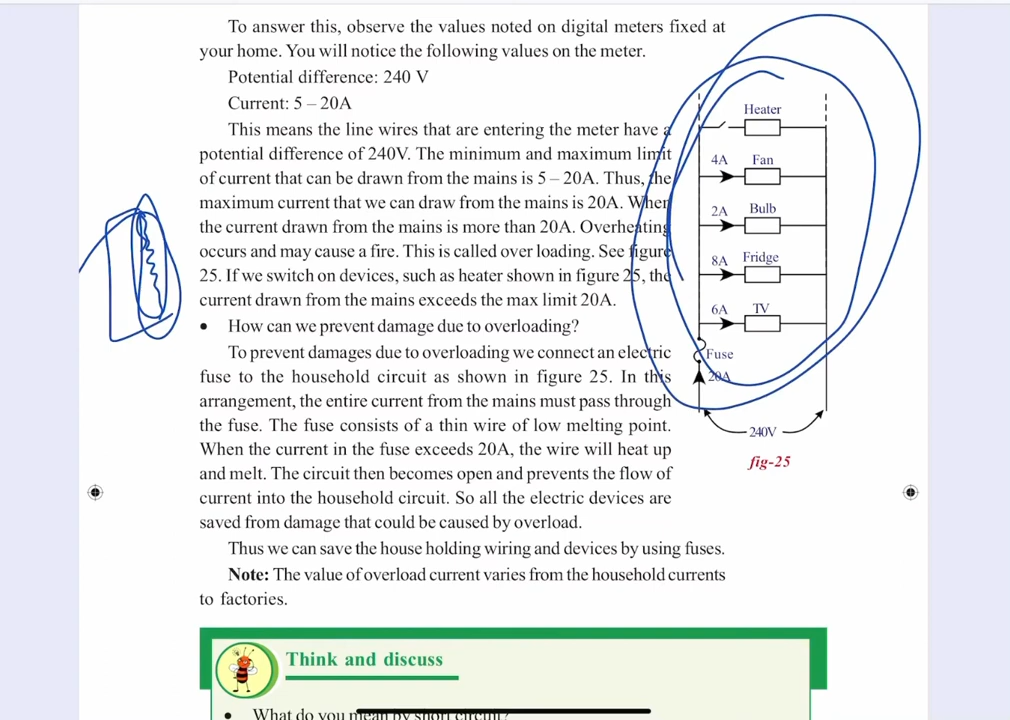 To answer this, observe the values noted on digital meters fixed at
your home. You will notice the following values on the meter.
Potential difference: 240 V
Current: 5 – 20A
This means the line wires that are entering the meter have a
potential difference of 240V. The minimum and maximum limit
of current that can be drawn from the mains is 5 – 20A. Thus, the
maximum current that we can draw from the mains is 20A. When
the current drawn from the mains is more than 20A. Overheating
occurs and may cause a fire. This is called over loading. See figure
25. If we switch on devices, such as heater shown in figure 25, the
current drawn from the mains exceeds the max limit 20A.
• How can we prevent damage due to overloading?
To prevent damages due to overloading we connect an electric
fuse to the household circuit as shown in figure 25. In this
arrangement, the entire current from the mains must pass through
the fuse. The fuse consists of a thin wire of low melting point.
When the current in the fuse exceeds 20A, the wire will heat up
and melt. The circuit then becomes open and prevents the flow of
current into the household circuit. So all the electric devices are
saved from damage that could be caused by overload.
Thus we can save the house holding wiring and devices by using fuses.
Note: The value of overload current varies from the household currents
to factories.
Heater
4A Fan
2A Bulb
8A Fridge
6A TV
Fuse
20A
240V
fig-25
Think and discuss
• What do you mean by short circuit?